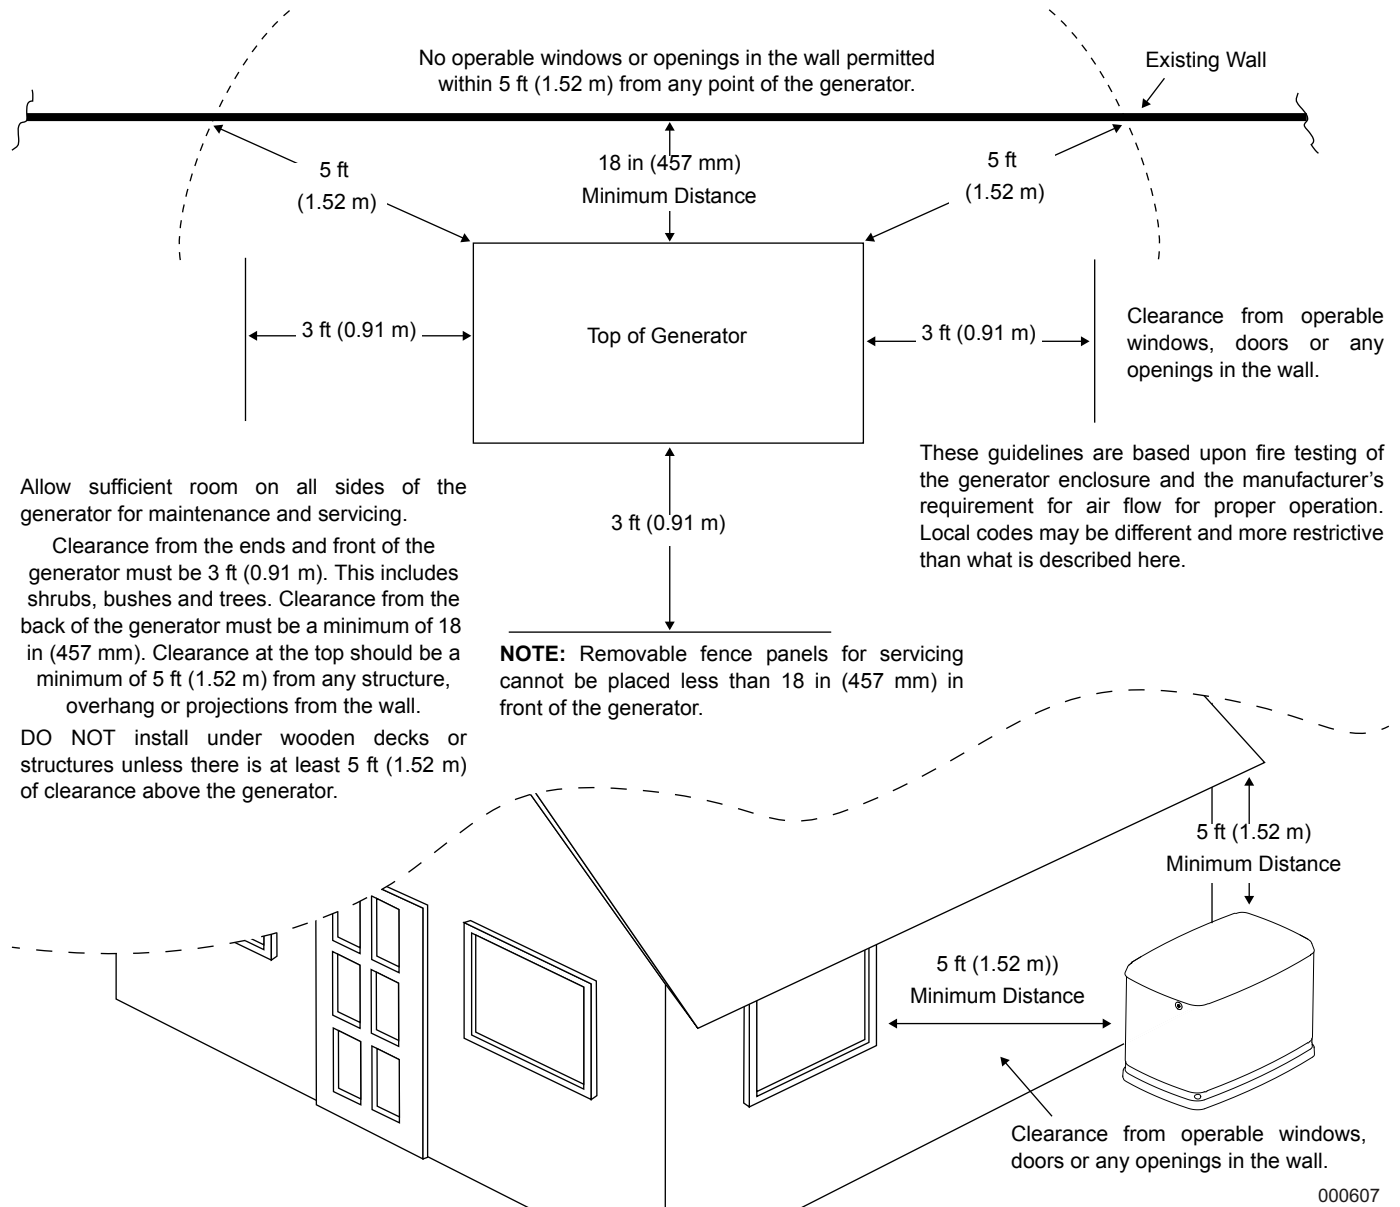 No operable windows or openings in the wall permitted
within 5 ft (1.52 m) from any point of the generator.
Existing Wall
5 ft
(1.52 m)
18 in (457 mm)
Minimum Distance
5 ft
(1.52 m)
3 ft (0.91 m)
Top of Generator
3 ft (0.91 m)
Clearance from operable
windows, doors or any
openings in the wall.
Allow sufficient room on all sides of the
generator for maintenance and servicing.
Clearance from the ends and front of the
generator must be 3 ft (0.91 m). This includes
shrubs, bushes and trees. Clearance from the
back of the generator must be a minimum of 18
in (457 mm). Clearance at the top should be a
minimum of 5 ft (1.52 m) from any structure,
overhang or projections from the wall.
DO NOT install under wooden decks or
structures unless there is at least 5 ft (1.52 m)
of clearance above the generator.
3 ft (0.91 m)
NOTE: Removable fence panels for servicing
cannot be placed less than 18 in (457 mm) in
front of the generator.
These guidelines are based upon fire testing of
the generator enclosure and the manufacturer's
requirement for air flow for proper operation.
Local codes may be different and more restrictive
than what is described here.
5 ft (1.52 m)
Minimum Distance
5 ft (1.52 m))
Minimum Distance
Clearance from operable windows,
doors or any openings in the wall.
000607